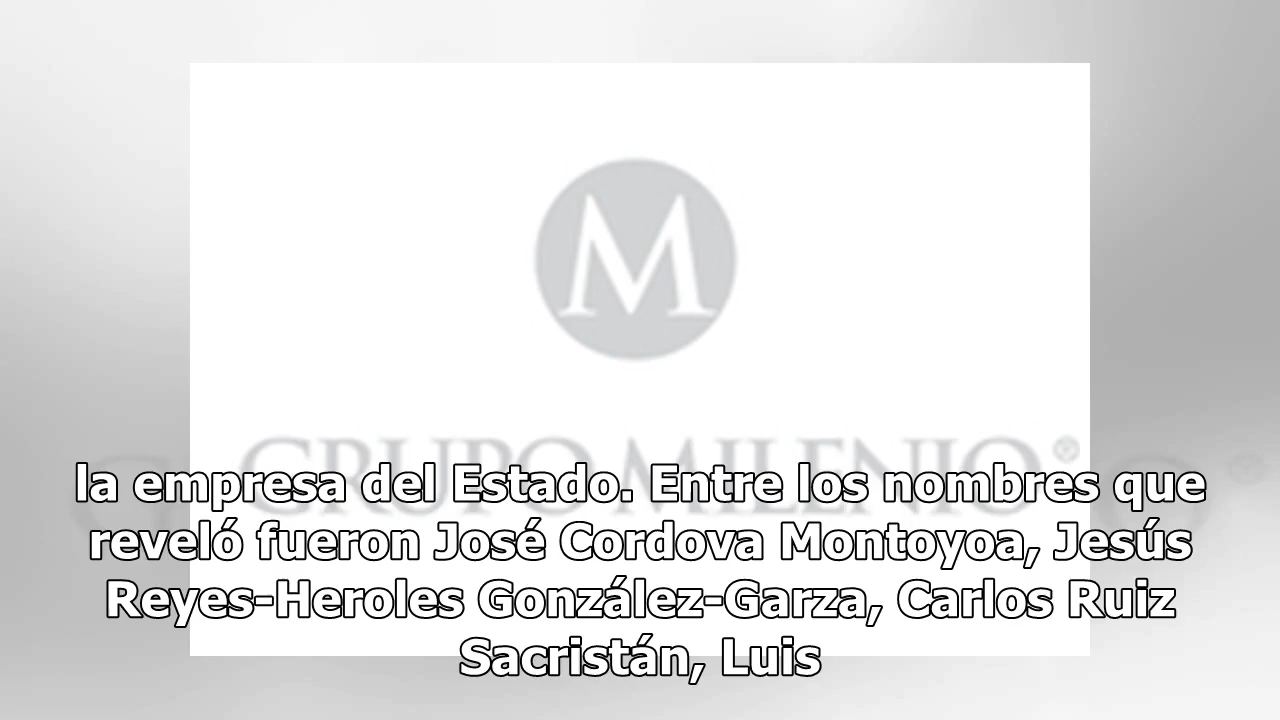 M
GRUPO MILENIO®
la empresa del Estado. Entre los nombres que
reveló fueron José Cordova Montoyoa, Jesús
Reyes-Heroles González-Garza, Carlos Ruiz
Sacristán, Luis